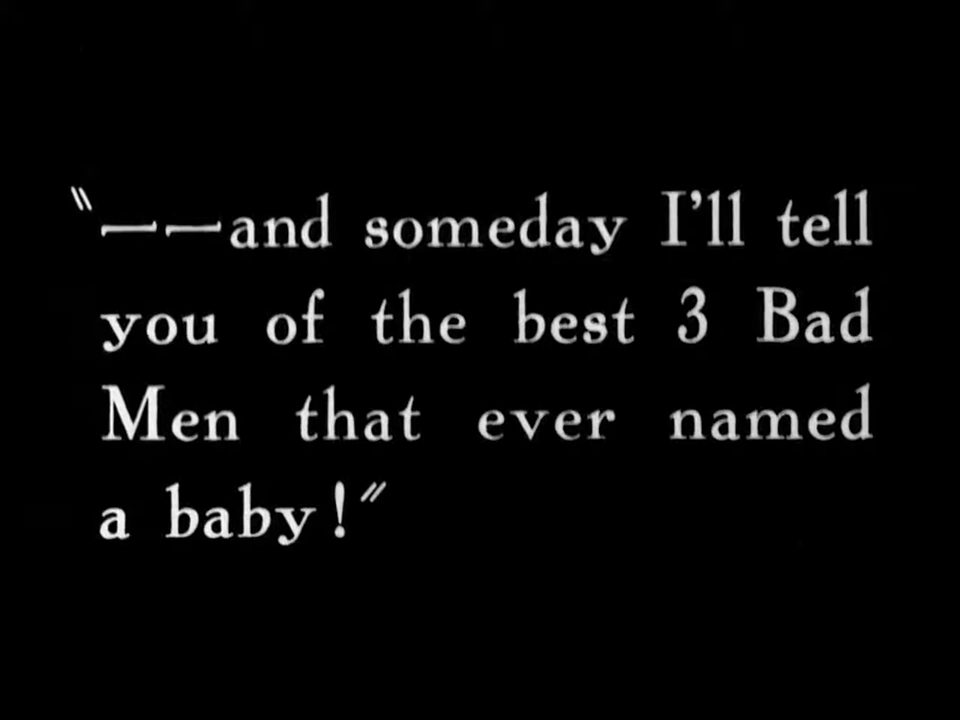 "——and someday I'll tell
you of the best 3 Bad
Men that ever named
a baby!"